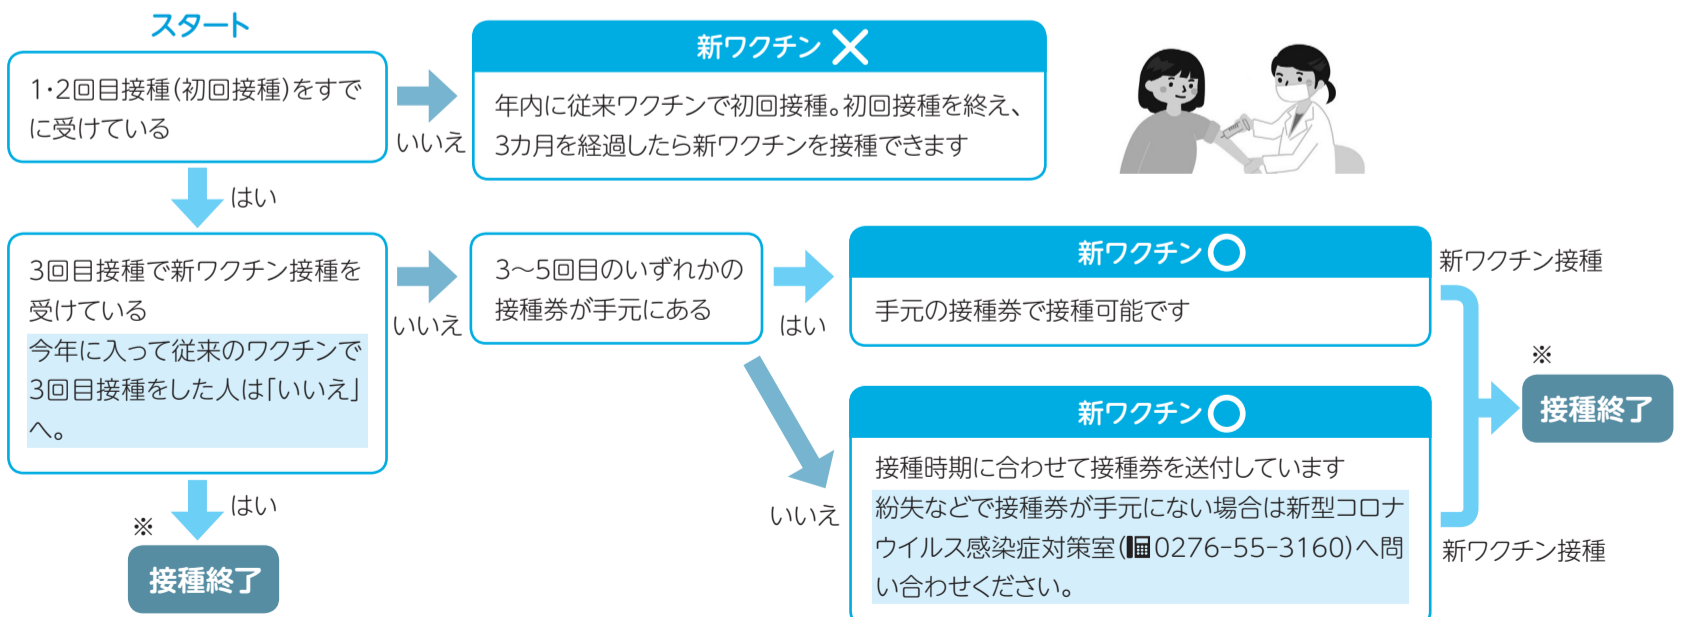 スタート
1・2回目接種(初回接種)をすで
に受けている
いいえ
新ワクチン ×
年内に従来ワクチンで初回接種。初回接種を終え、
3カ月を経過したら新ワクチンを接種できます
はい
3回目接種で新ワクチン接種を
受けている
今年に入って従来のワクチンで
3回目接種をした人は「いいえ」
へ。
いいえ
3～5回目のいずれかの
接種券が手元にある
はい
新ワクチン ○
手元の接種券で接種可能です
新ワクチン接種
いいえ
新ワクチン ○
接種時期に合わせて接種券を送付しています
紛失などで接種券が手元にない場合は新型コロナ
ウイルス感染症対策室(0276-55-3160)へ問
い合わせください。
新ワクチン接種
※
接種終了
はい
※
接種終了